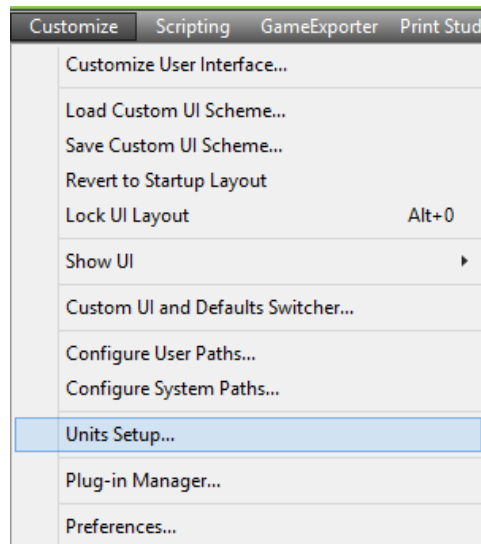 Customize Scripting GameExporter Print Stud
Customize User Interface...
Load Custom UI Scheme...
Save Custom UI Scheme...
Revert to Startup Layout
Lock UI Layout Alt+0
Show UI
Custom UI and Defaults Switcher...
Configure User Paths...
Configure System Paths...
Units Setup...
Plug-in Manager...
Preferences...